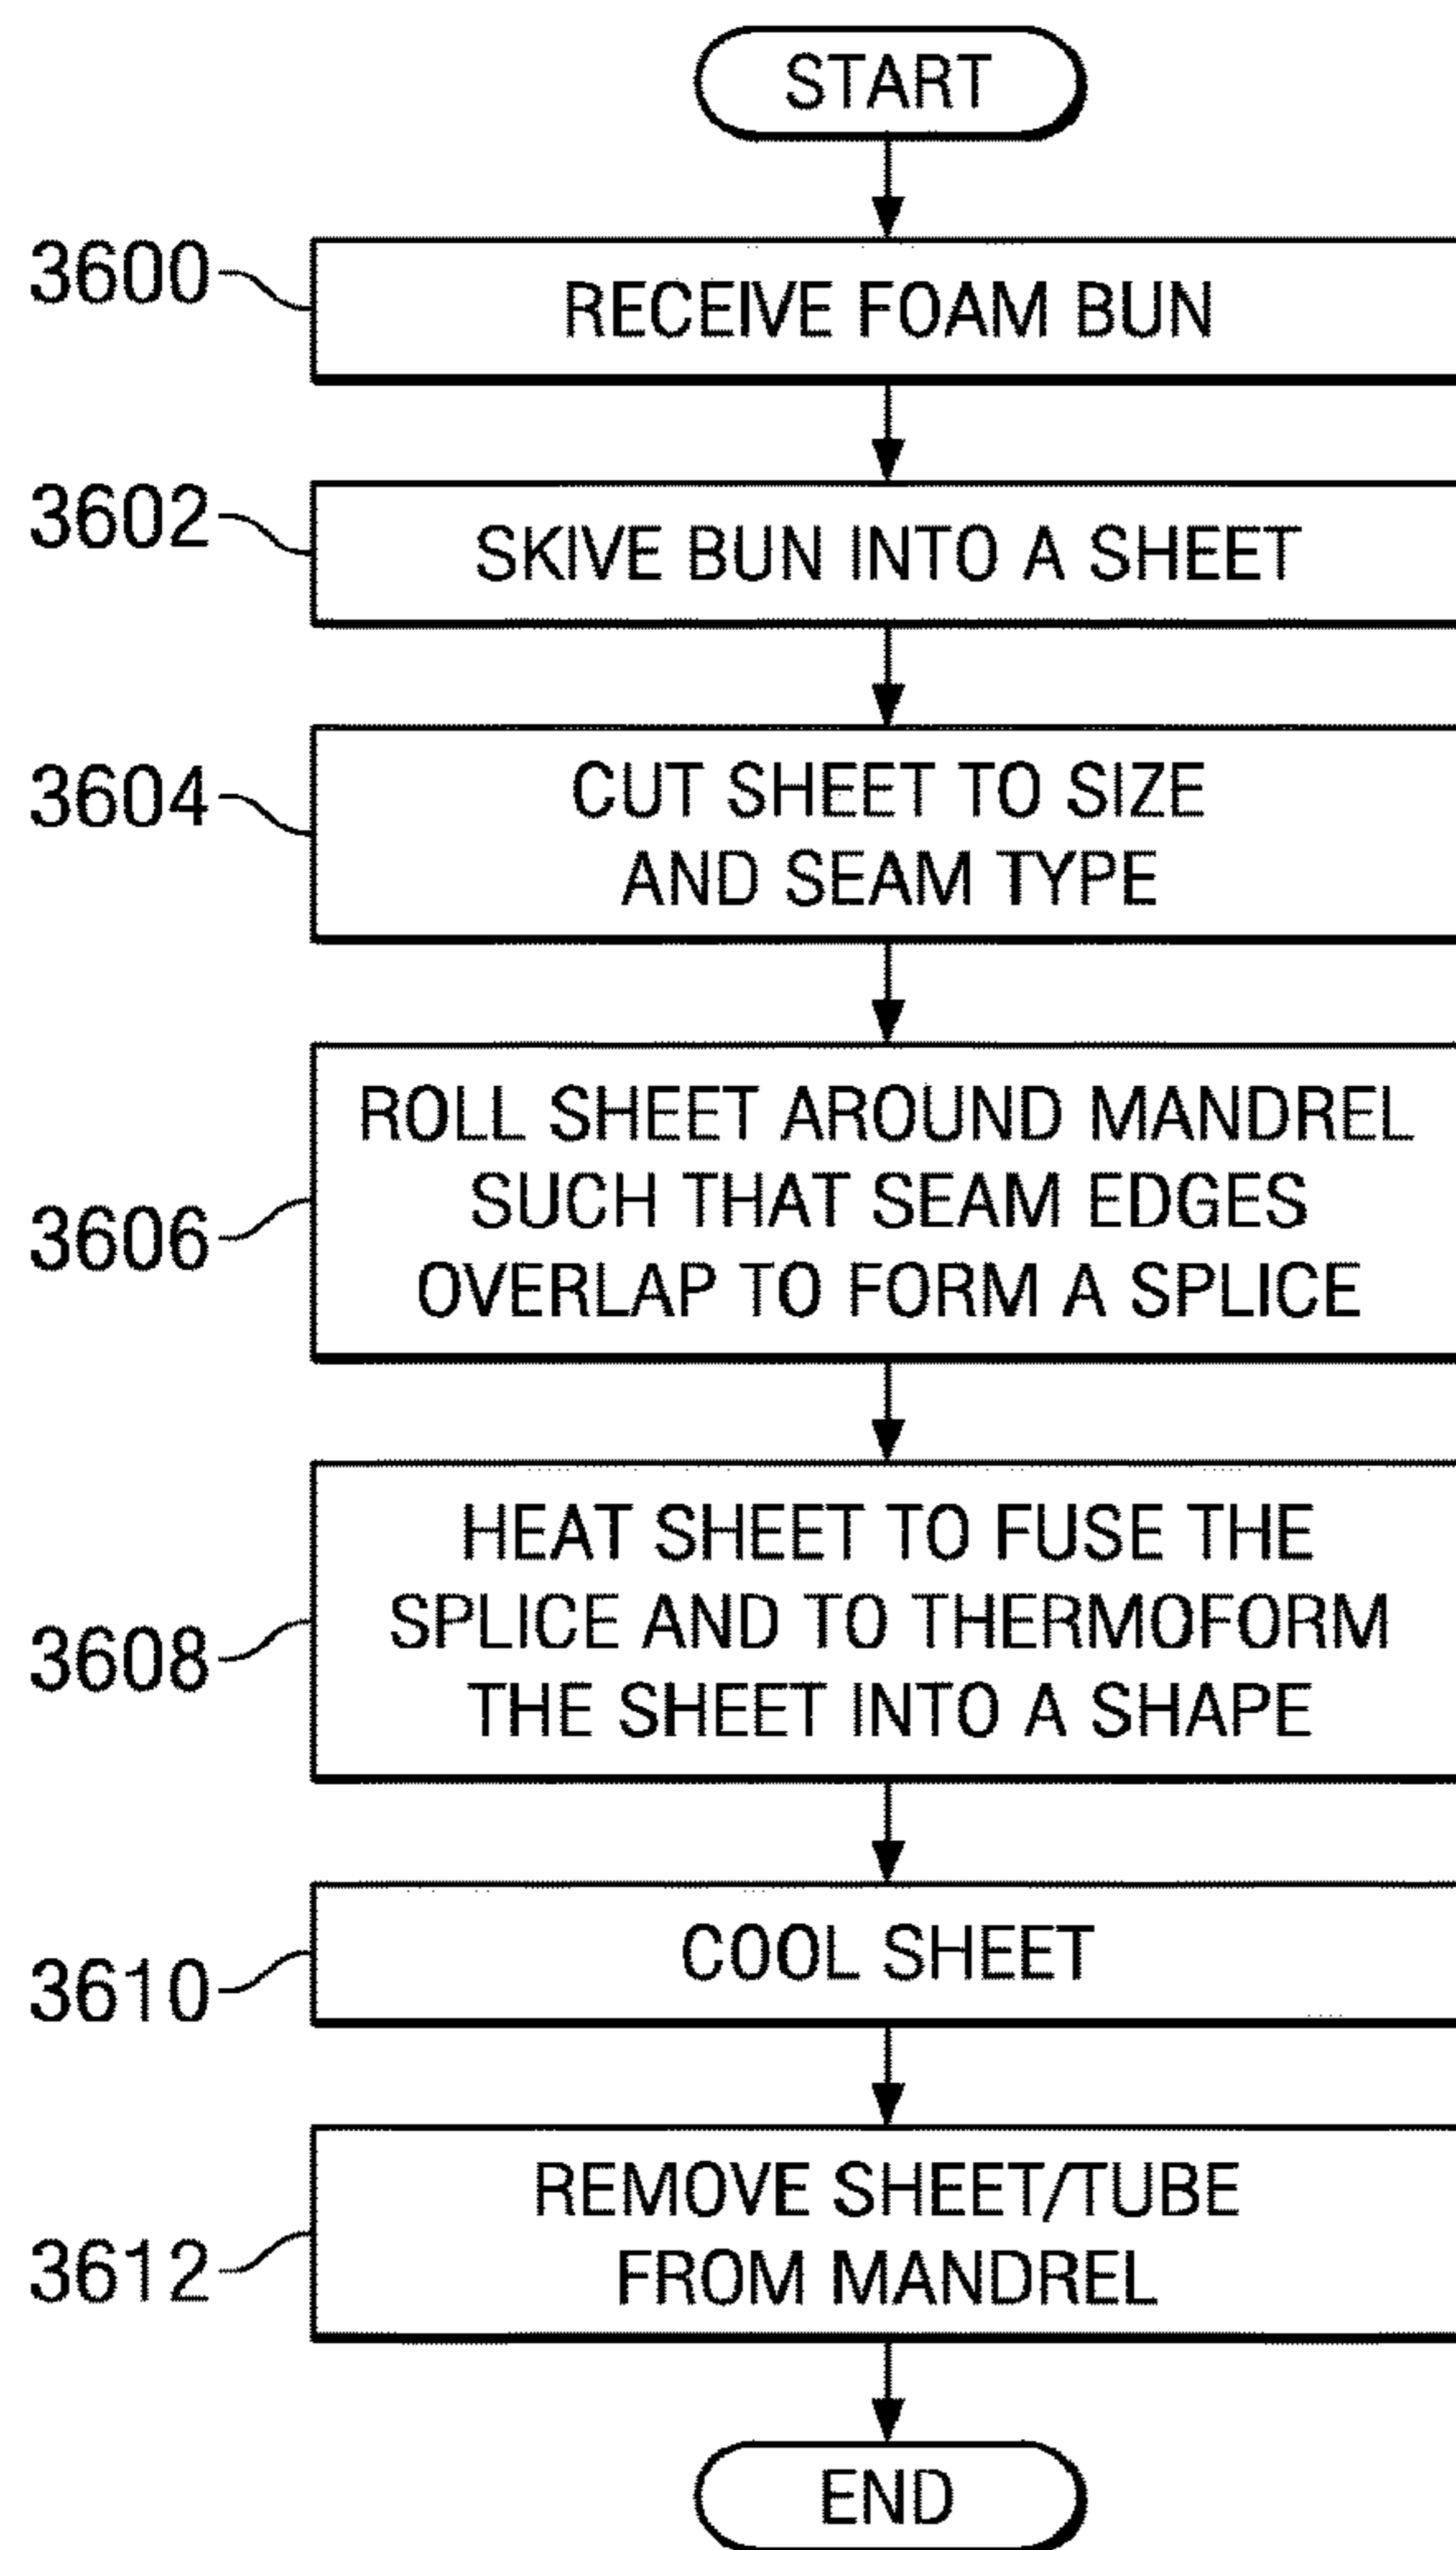 START
3600
RECEIVE FOAM BUN
3602
SKIVE BUN INTO A SHEET
3604
CUT SHEET TO SIZE
AND SEAM TYPE
3606
ROLL SHEET AROUND MANDREL
SUCH THAT SEAM EDGES
OVERLAP TO FORM A SPLICE
3608
HEAT SHEET TO FUSE THE
SPLICE AND TO THERMOFORM
THE SHEET INTO A SHAPE
3610
COOL SHEET
3612
REMOVE SHEET/TUBE
FROM MANDREL
END